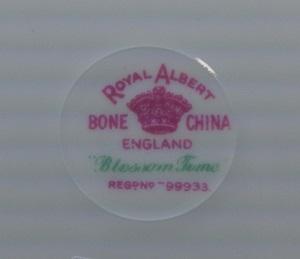 ROYAL ALBERT
BONE CHINA
ENGLAND
"Blossom Time"
REGD NO 99933